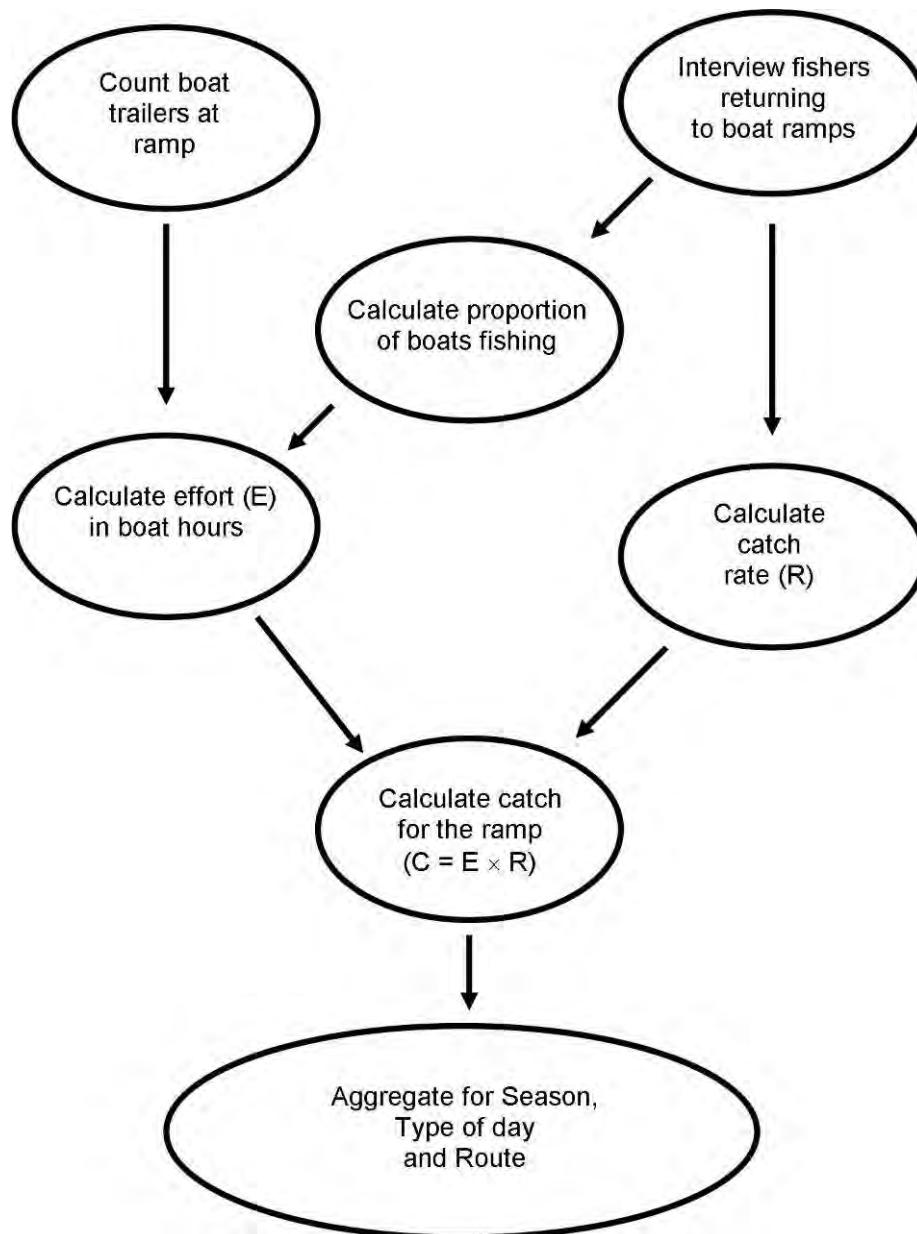 Count boat
trailers at
ramp
Interview fishers
returning
to boat ramps
Calculate proportion
of boats fishing
Calculate effort (E)
in boat hours
Calculate
catch
rate (R)
Calculate catch
for the ramp
(C = E × R)
Aggregate for Season,
Type of day
and Route